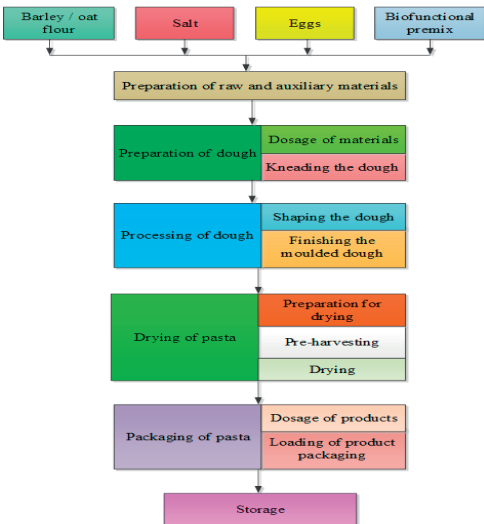 Barley / oat
flour
Salt
Eggs
Biofunctional
premix
Preparation of raw and auxiliary materials
Preparation of dough
Dosage of materials
Kneading the dough
Processing of dough
Shaping the dough
Finishing the
moulded dough
Drying of pasta
Preparation for
drying
Pre-harvesting
Drying
Packaging of pasta
Dosage of products
Loading of product
packaging
Storage